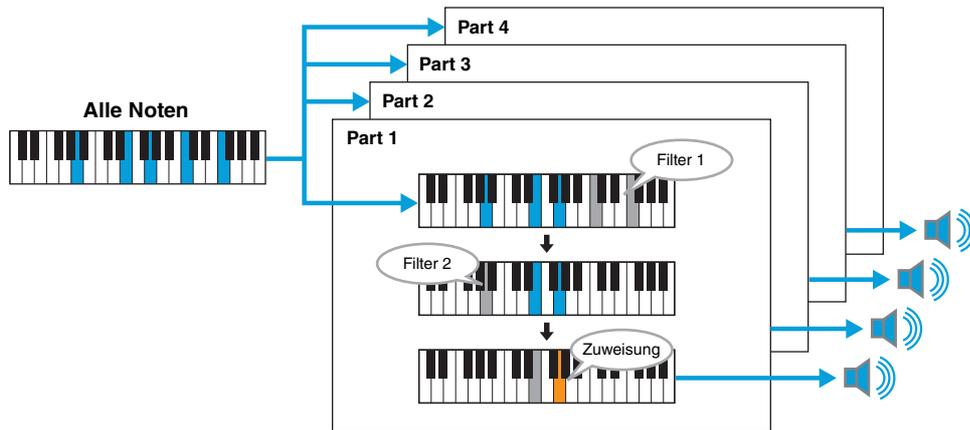 Part 4
Part 3
Part 2
Part 1
Alle Noten
Filter 1
Filter 2
Zuweisung